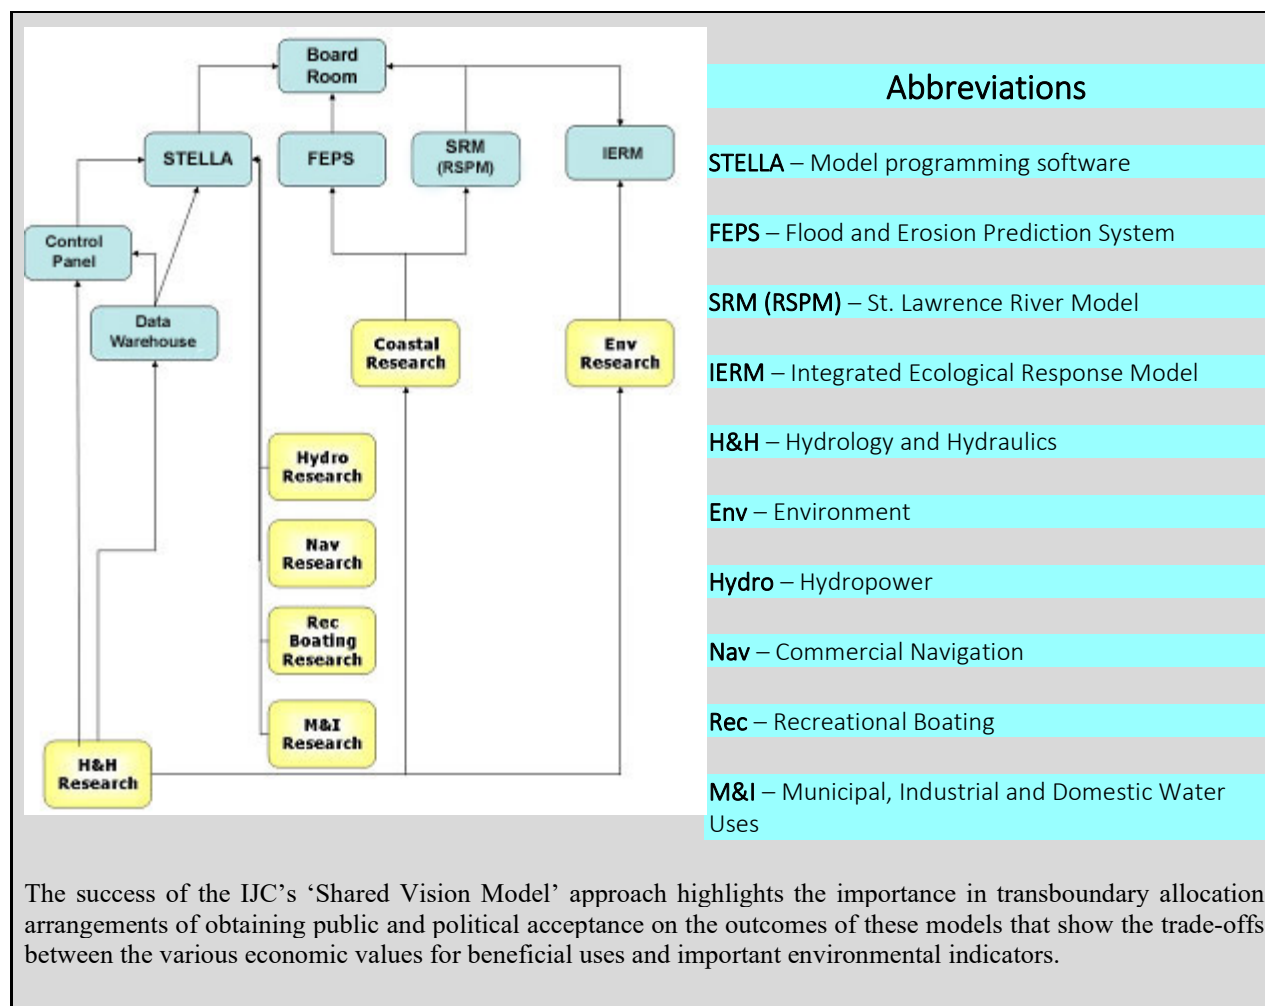 Board
Room
STELLA
FEPS
SRM
(RSPM)
IERM
Control
Panel
Data
Warehouse
Coastal
Research
Env
Research
Hydro
Research
Nav
Research
Rec
Boating
Research
M&I
Research
H&H
Research
Abbreviations
STELLA – Model programming software
FEPS – Flood and Erosion Prediction System
SRM (RSPM) – St. Lawrence River Model
IERM – Integrated Ecological Response Model
H&H – Hydrology and Hydraulics
Env – Environment
Hydro – Hydropower
Nav – Commercial Navigation
Rec – Recreational Boating
M&I – Municipal, Industrial and Domestic Water
Uses
The success of the IJC’s ‘Shared Vision Model’ approach highlights the importance in transboundary allocation
arrangements of obtaining public and political acceptance on the outcomes of these models that show the trade-offs
between the various economic values for beneficial uses and important environmental indicators.